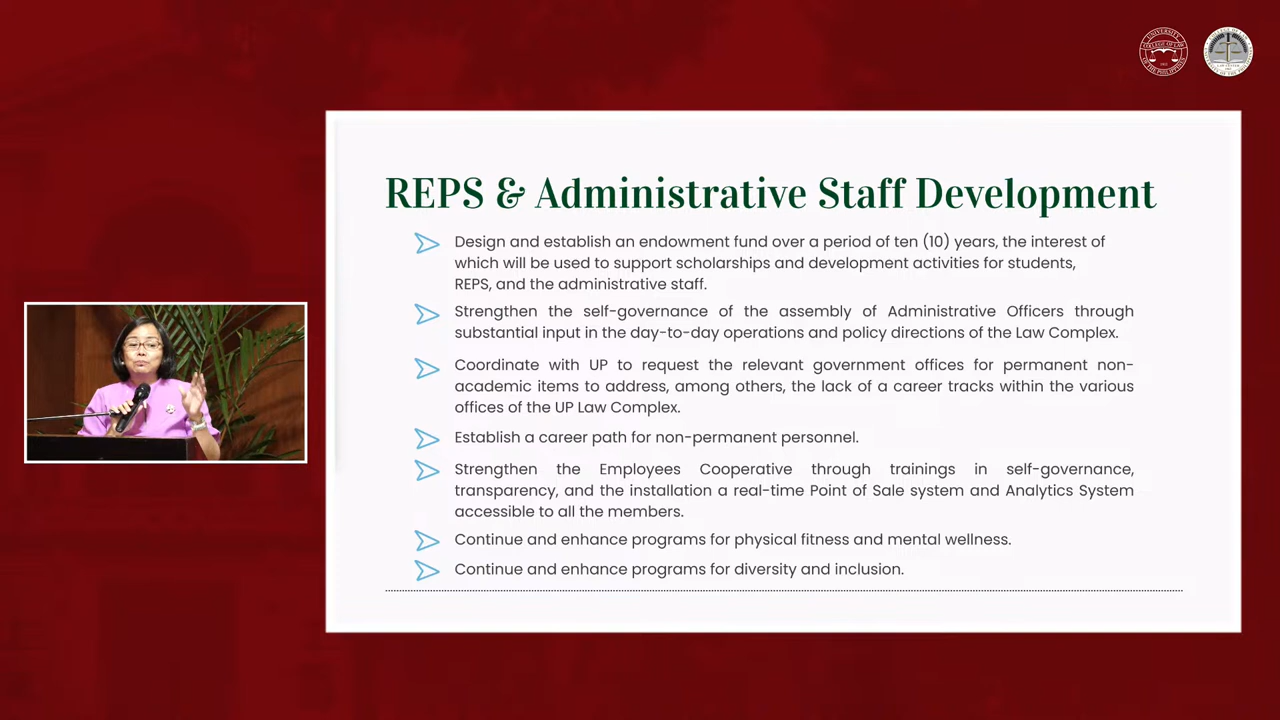 UNIVERSITY
COLLEGE OF LAW
OF THE PHILIPPINES
REPS & Administrative Staff Development
Design and establish an endowment fund over a period of ten (10) years, the interest of
which will be used to support scholarships and development activities for students,
REPS, and the administrative staff.
Strengthen the self-governance of the assembly of Administrative Officers through
substantial input in the day-to-day operations and policy directions of the Law Complex.
Coordinate with UP to request the relevant government offices for permanent non-
academic items to address, among others, the lack of a career tracks within the various
offices of the UP Law Complex.
Establish a career path for non-permanent personnel.
Strengthen the Employees Cooperative through trainings in self-governance,
transparency, and the installation a real-time Point of Sale system and Analytics System
accessible to all the members.
Continue and enhance programs for physical fitness and mental wellness.
Continue and enhance programs for diversity and inclusion.